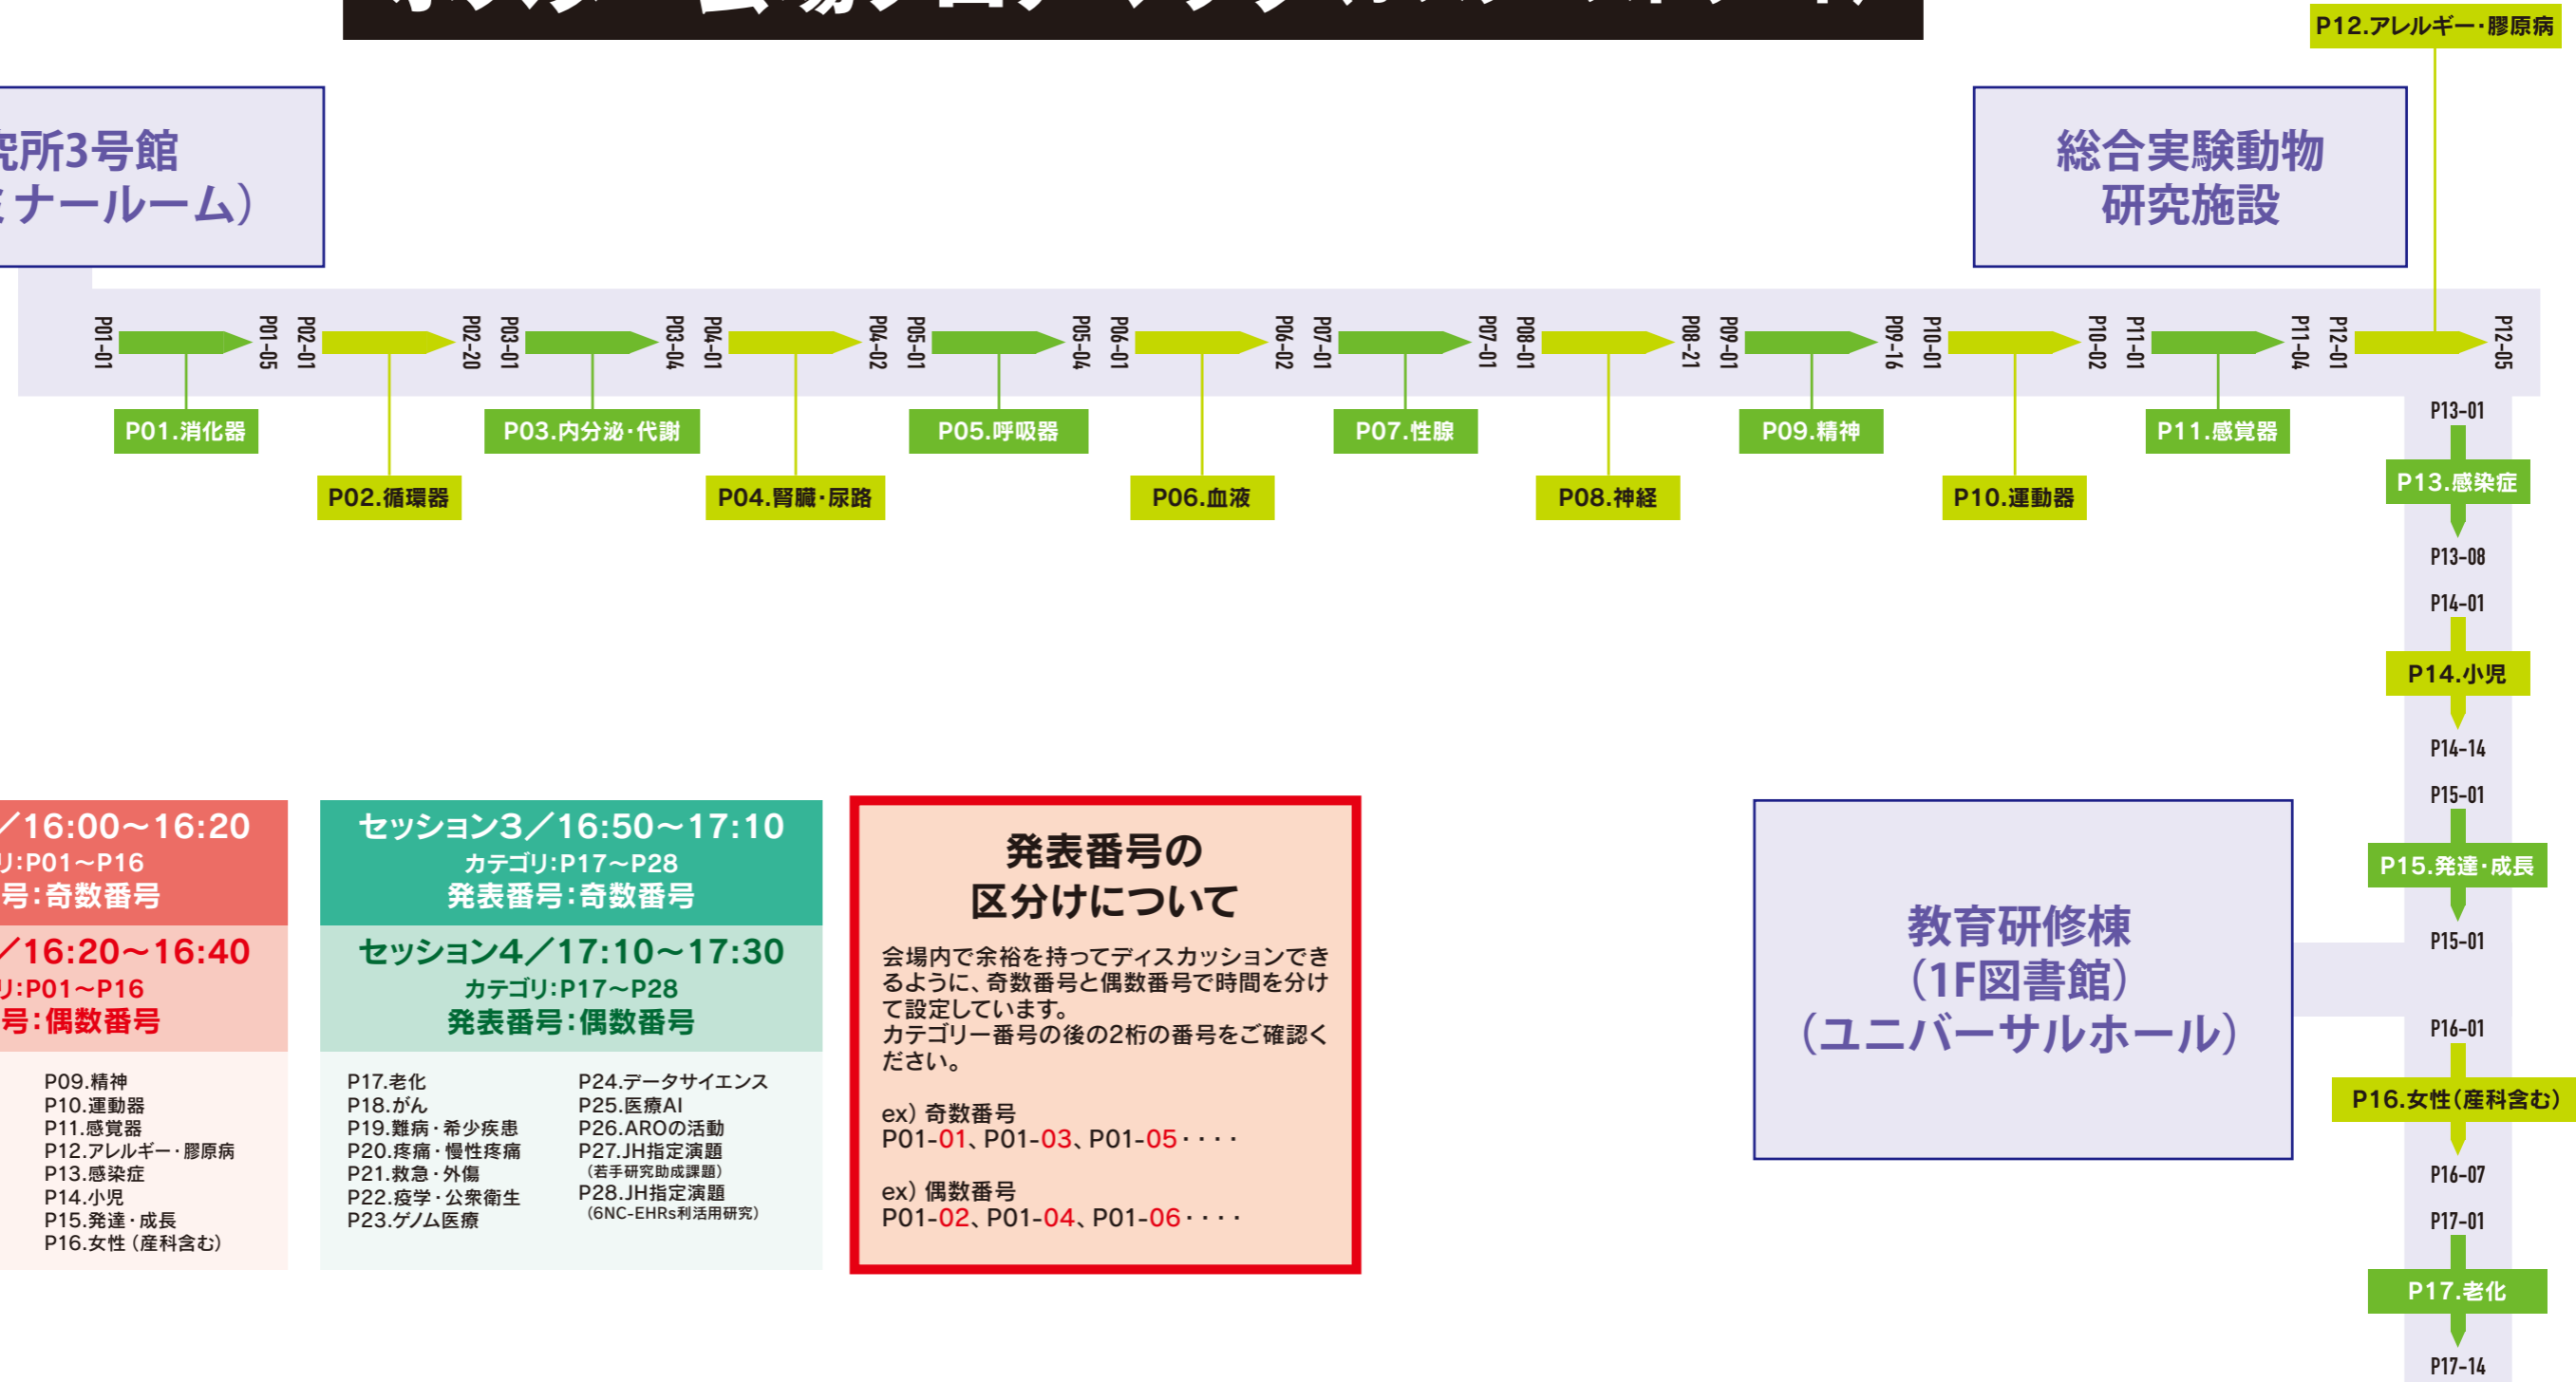 P12.アレルギー・膠原病
究所3号館
ミナールーム）
総合実験動物
研究施設
P01-01
P01-05
P02-01
P02-20
P03-01
P03-04
P04-01
P04-02
P05-01
P05-04
P06-01
P06-02
P07-01
P07-01
P08-01
P08-21
P09-01
P09-16
P10-01
P10-02
P11-01
P11-04
P12-01
P12-05
P01.消化器
P03.内分泌・代謝
P05.呼吸器
P07.性腺
P09.精神
P11.感覚器
P02.循環器
P04.腎臓・尿路
P06.血液
P08.神経
P10.運動器
P13-01
P13.感染症
P13-08
P14-01
P14.小児
P14-14
P15-01
P15.発達・成長
P15-01
P16-01
P16.女性（産科含む）
P16-07
P17-01
P17.老化
P17-14
教育研修棟
（1F図書館）
（ユニバーサルホール）
／16:00～16:20
リ：P01～P16
号：奇数番号
／16:20～16:40
リ：P01～P16
号：偶数番号
P09.精神
P10.運動器
P11.感覚器
P12.アレルギー・膠原病
P13.感染症
P14.小児
P15.発達・成長
P16.女性（産科含む）
セッション3／16:50～17:10
カテゴリ：P17～P28
発表番号：奇数番号
セッション4／17:10～17:30
カテゴリ：P17～P28
発表番号：偶数番号
P17.老化
P18.がん
P19.難病・希少疾患
P20.疼痛・慢性疼痛
P21.救急・外傷
P22.疫学・公衆衛生
P23.ゲノム医療
P24.データサイエンス
P25.医療AI
P26.AROの活動
P27.JH指定演題
（若手研究助成課題）
P28.JH指定演題
（6NC-EHRs利活用研究）
発表番号の
区分けについて
会場内で余裕を持ってディスカッションでき
るように、奇数番号と偶数番号で時間を分け
て設定しています。
カテゴリー番号の後の2桁の番号をご確認く
ださい。
ex）奇数番号
P01-01、P01-03、P01-05・・・・
ex）偶数番号
P01-02、P01-04、P01-06・・・・